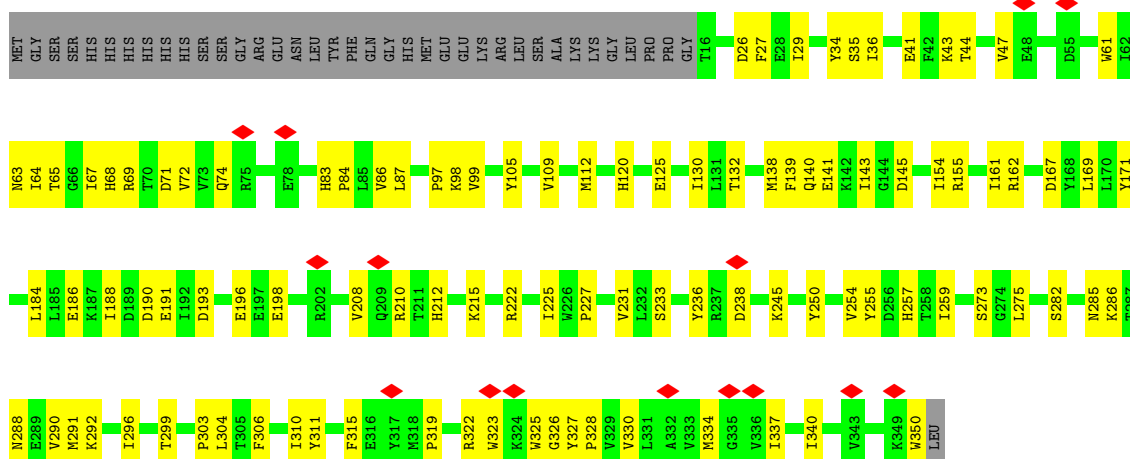 MET GLY SER SER HIS HIS HIS HIS HIS HIS SER SER GLY ARG GLU ASN LEU TYR PHE GLN GLY HIS MET GLU GLU LYS ARG LEU SER ALA LYS LYS GLY LEU PRO PRO GLY T16 D26 F27 E28 I29 Y34 S35 I36 E41 F42 K43 T44 V47 E48 D55 W61 I62
N63 I64 T65 G66 I67 H68 R69 T70 D71 V72 V73 Q74 R75 E78 H83 P84 L85 V86 L87 P97 K98 V99 Y105 V109 M112 H120 E125 I130 L131 T132 M138 F139 Q140 E141 K142 I143 G144 D145 I154 R155 I161 R162 D167 Y168 L169 L170 Y171
L184 L185 E186 K187 I188 D189 D190 E191 I192 D193 E196 E197 E198 R202 V208 Q209 R210 T211 H212 K215 R222 I225 W226 P227 V231 L232 S233 Y236 R237 D238 K245 Y250 V254 Y255 D256 H257 T258 I259 S273 G274 L275 S282 N285 K286 T287
N288 E289 V290 M291 K292 I296 T299 P303 L304 T305 F306 I310 Y311 F315 E316 Y317 M318 P319 R322 W323 K324 W325 G326 Y327 P328 V329 V330 L331 A332 V333 M334 G335 V336 I337 I340 V343 K349 W350 LEU